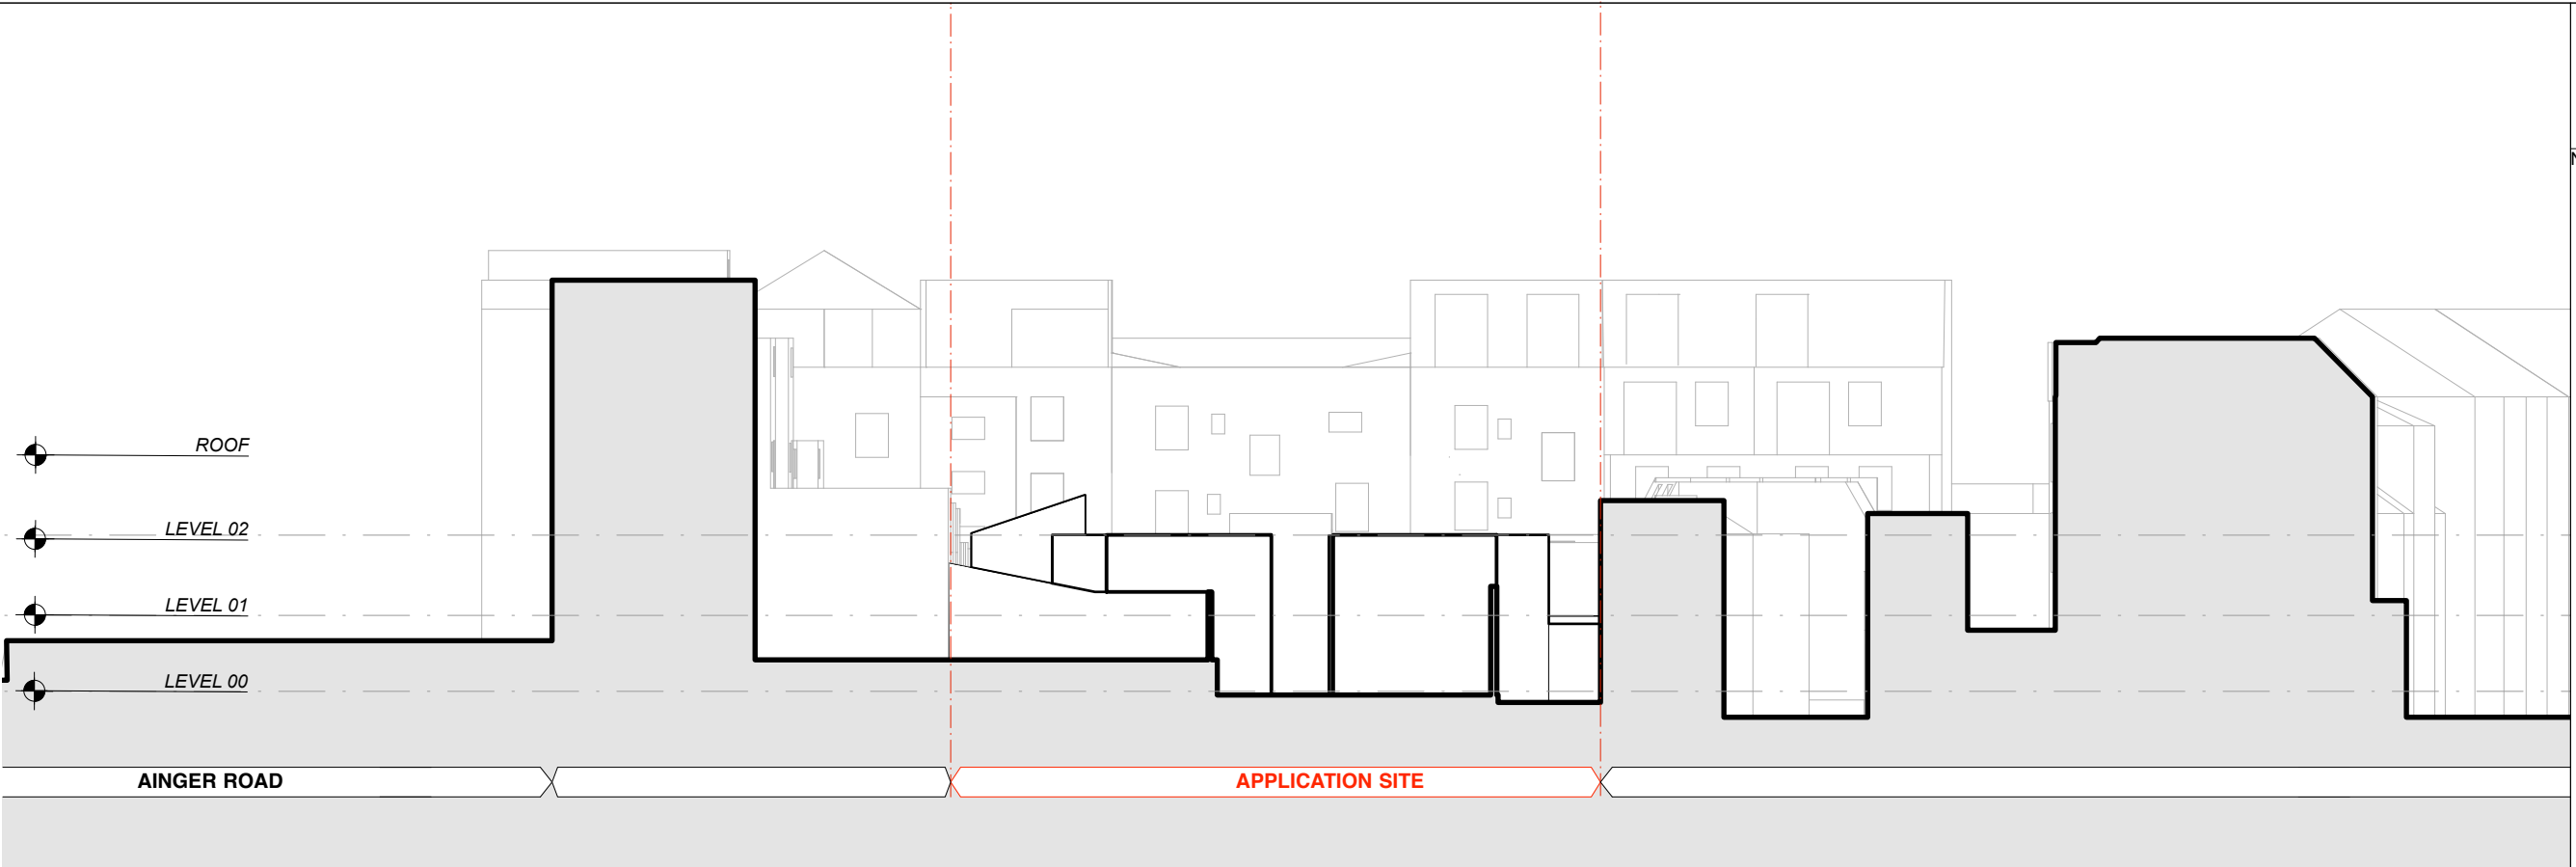 ROOF
LEVEL 02
LEVEL 01
LEVEL 00
AINGER ROAD
APPLICATION SITE